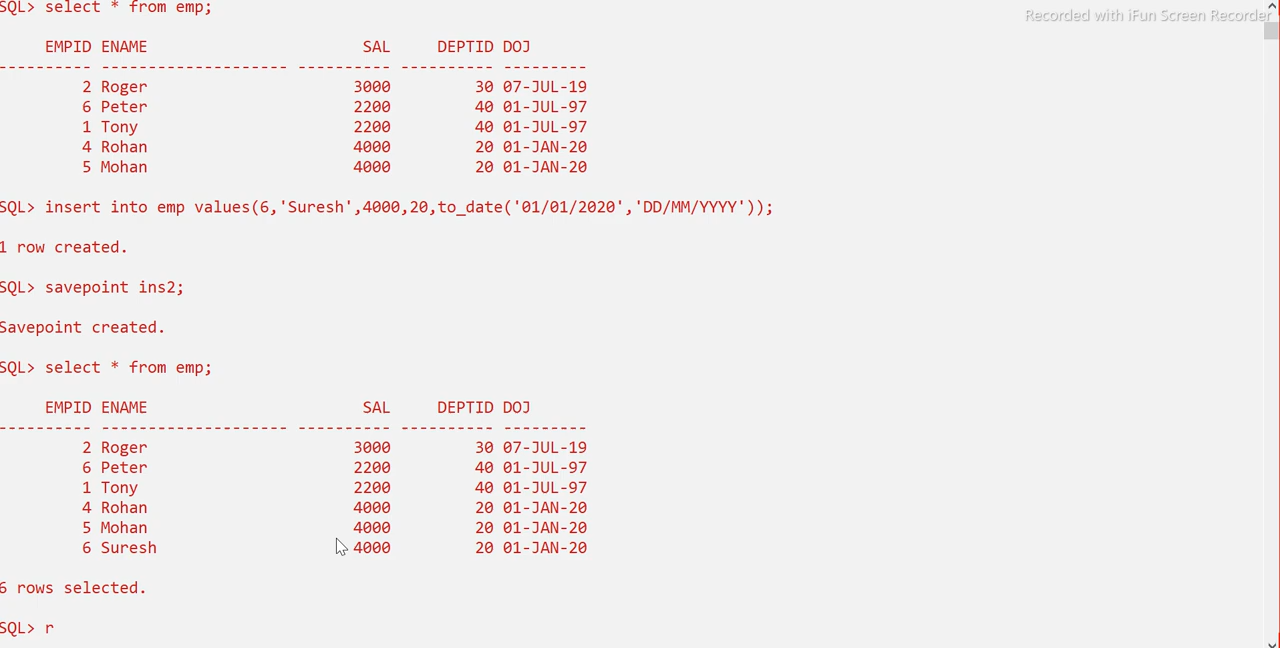 SQL> select * from emp;
Recorded with iFun Screen Recorder
EMPID ENAME SAL DEPTID DOJ
---------- -------------------- ---------- ---------- ---------
2 Roger 3000 30 07-JUL-19
6 Peter 2200 40 01-JUL-97
1 Tony 2200 40 01-JUL-97
4 Rohan 4000 20 01-JAN-20
5 Mohan 4000 20 01-JAN-20
SQL> insert into emp values(6,'Suresh',4000,20,to_date('01/01/2020','DD/MM/YYYY'));
1 row created.
SQL> savepoint ins2;
Savepoint created.
SQL> select * from emp;
EMPID ENAME SAL DEPTID DOJ
---------- -------------------- ---------- ---------- ---------
2 Roger 3000 30 07-JUL-19
6 Peter 2200 40 01-JUL-97
1 Tony 2200 40 01-JUL-97
4 Rohan 4000 20 01-JAN-20
5 Mohan 4000 20 01-JAN-20
6 Suresh 4000 20 01-JAN-20
6 rows selected.
SQL> r